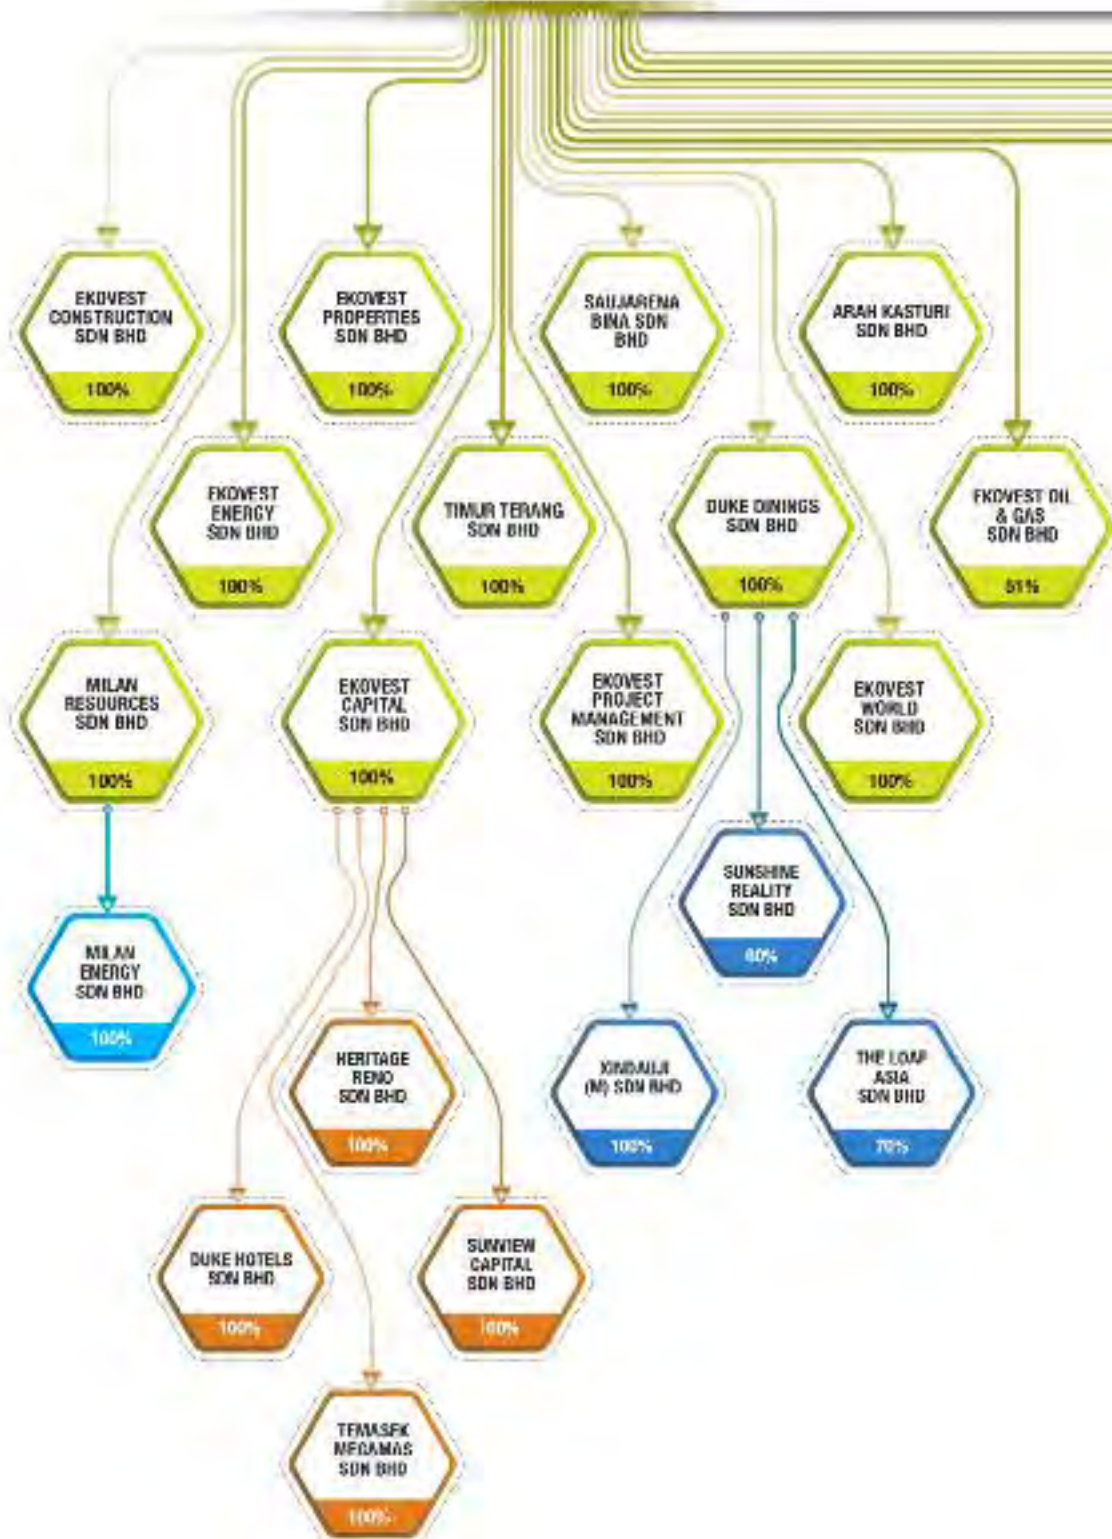 EKOVEST
CONSTRUCTION
SDN BHD
100%
EKOVEST
PROPERTIES
SDN BHD
100%
SAUJARENA
BINA SDN
BHD
100%
ARAH KASTURI
SDN BHD
100%
EKOVEST
ENERGY
SDN BHD
100%
TIMUR TERANG
SDN BHD
100%
DUKE DININGS
SDN BHD
100%
EKOVEST OIL
& GAS
SDN BHD
51%
MILAN
RESOURCES
SDN BHD
100%
EKOVEST
CAPITAL
SDN BHD
100%
EKOVEST
PROJECT
MANAGEMENT
SDN BHD
100%
EKOVEST
WORLD
SDN BHD
100%
SUNSHINE
REALITY
SDN BHD
60%
MILAN
ENERGY
SDN BHD
100%
HERITAGE
RENO
SDN BHD
100%
(M) SDN BHD
100%
THE LOAF
ASIA
SDN BHD
70%
DUKE HOTELS
SDN BHD
100%
SUNVIEW
CAPITAL
SDN BHD
TEMASEK
MEGAMAS
SDN BHD
100%